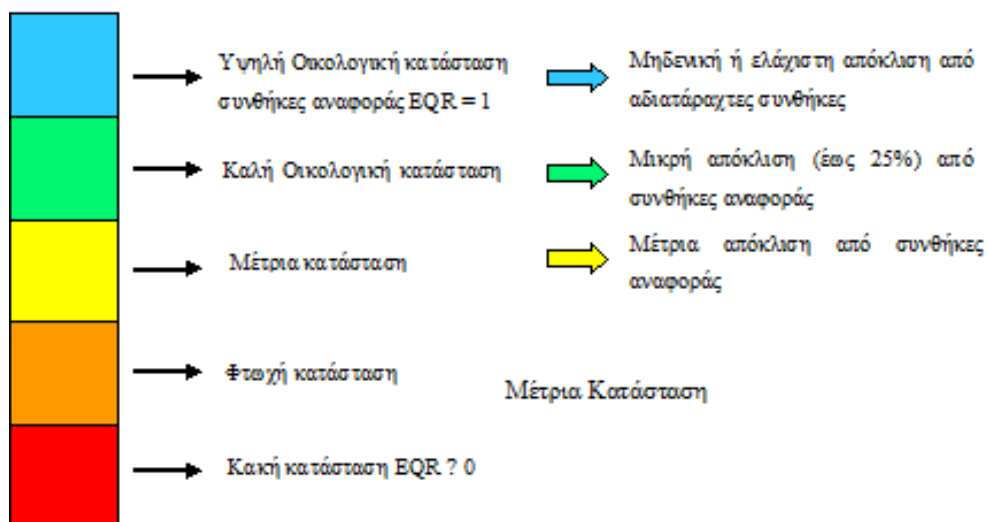 Υψηλή Οικολογική κατάσταση
συνθήκες αναφοράς EQR = 1
Μηδενική ή ελάχιστη απόκλιση από
αδιατάραχτες συνθήκες
Καλή Οικολογική κατάσταση
Μικρή απόκλιση (έως 25%) από
συνθήκες αναφοράς
Μέτρια κατάσταση
Μέτρια απόκλιση από συνθήκες
αναφοράς
Φτωχή κατάσταση
Μέτρια Κατάσταση
Κακή κατάσταση EQR ? 0